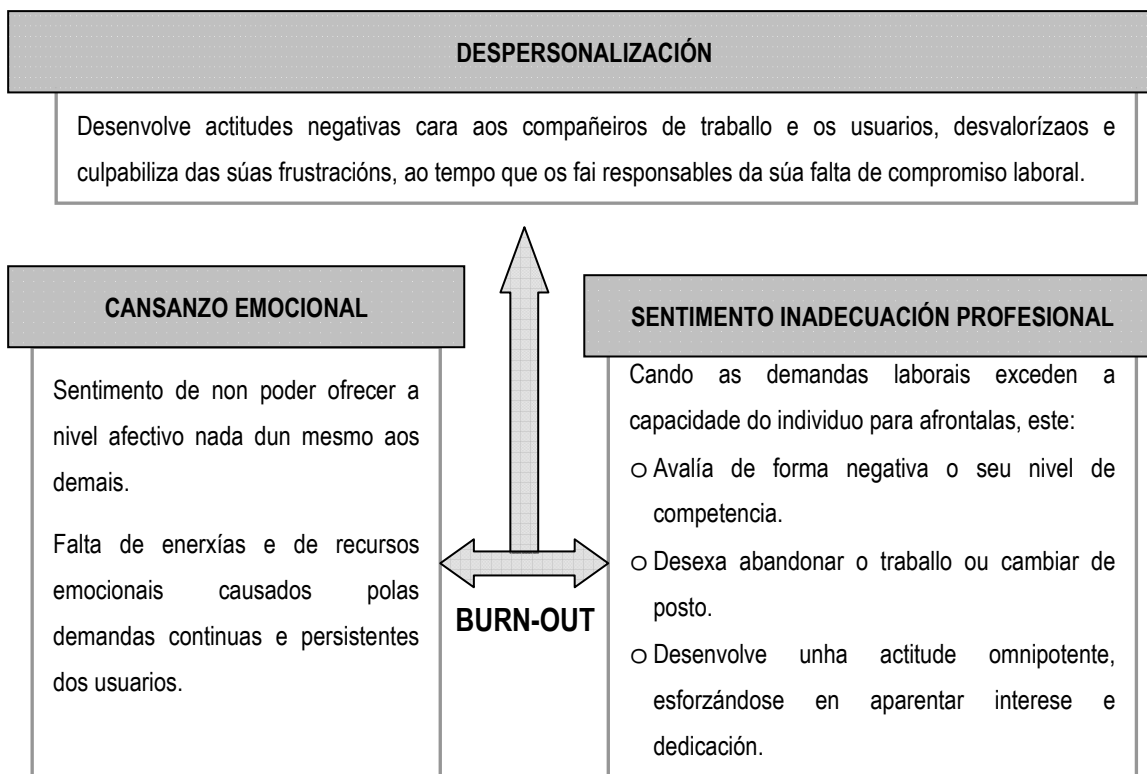 DESPERSONALIZACIÓN
Desenvolve actitudes negativas cara aos compañeiros de traballo e os usuarios, desvalorízaos e
culpabiliza das súas frustracións, ao tempo que os fai responsables da súa falta de compromiso laboral.
CANSANZO EMOCIONAL
Sentimento de non poder ofrecer a
nivel afectivo nada dun mesmo aos
demais.
Falta de enerxías e de recursos
emocionais causados polas
demandas continuas e persistentes
dos usuarios.
BURN-OUT
SENTIMENTO INADECUACIÓN PROFESIONAL
Cando as demandas laborais exceden a
capacidade do individuo para afrontalas, este:
o Avalía de forma negativa o seu nivel de
competencia.
o Desexa abandonar o traballo ou cambiar de
posto.
o Desenvolve unha actitude omnipotente,
esforzándose en aparentar interese e
dedicación.